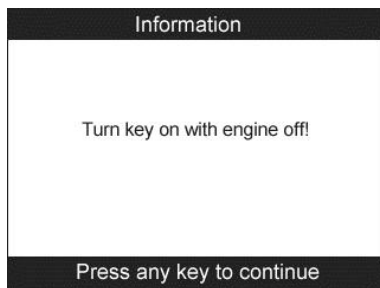 Information
Turn key on with engine off!
Press any key to continue